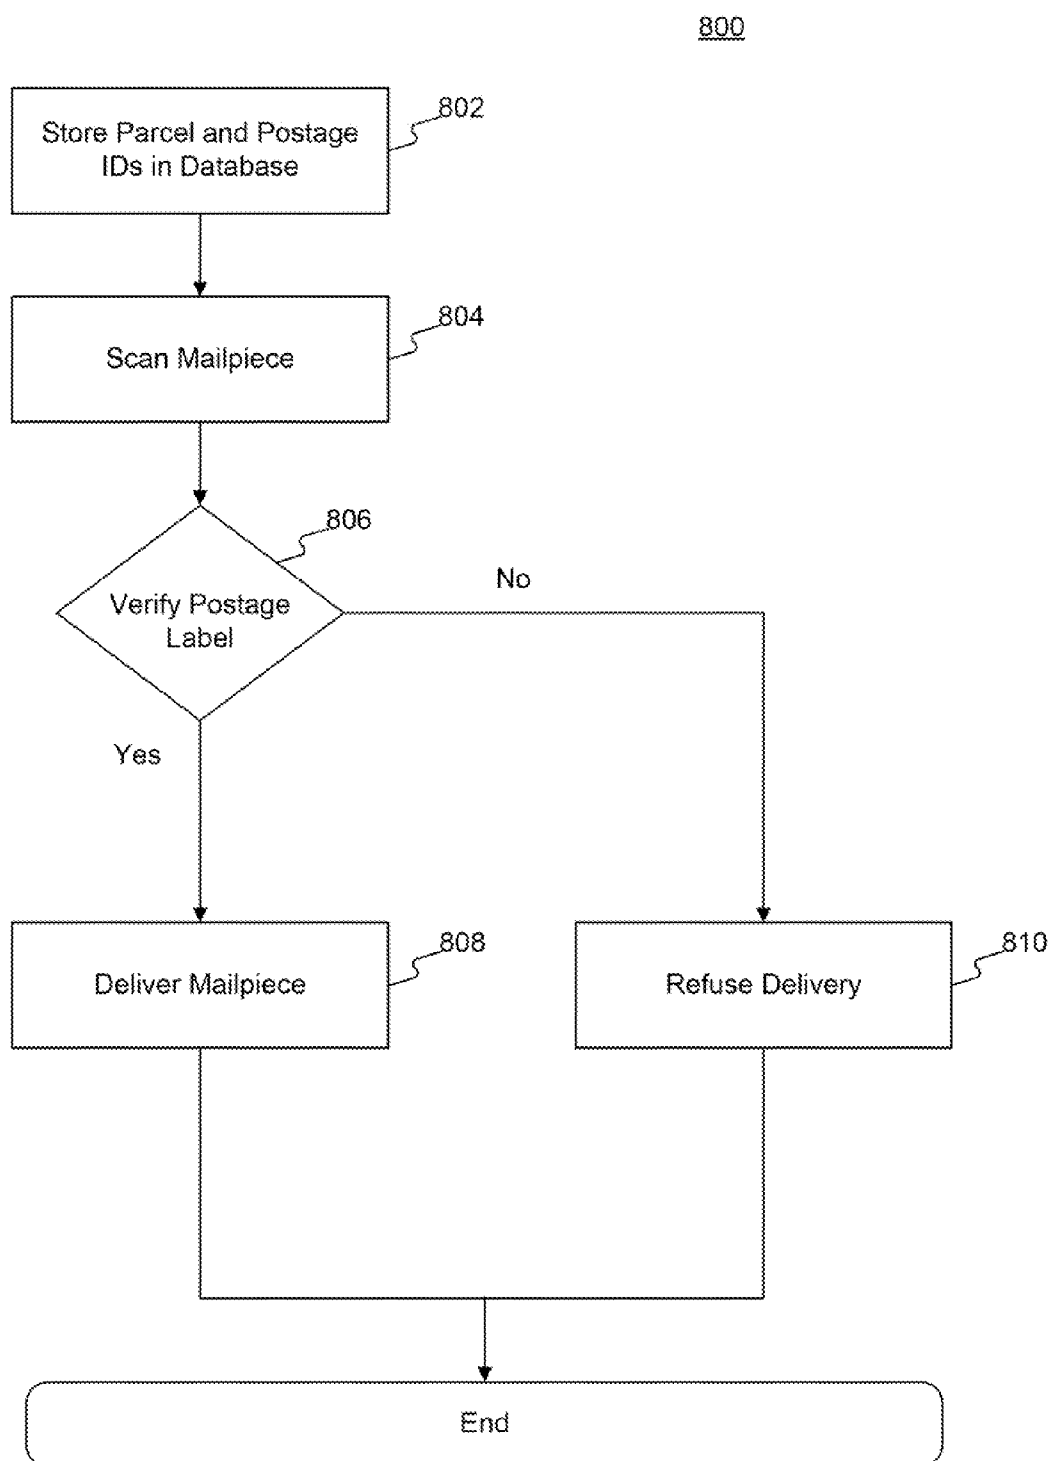 800
802
Store Parcel and Postage
IDs in Database
804
Scan Mailpiece
806
No
Verify Postage
Label
Yes
808
810
Deliver Mailpiece
Refuse Delivery
End